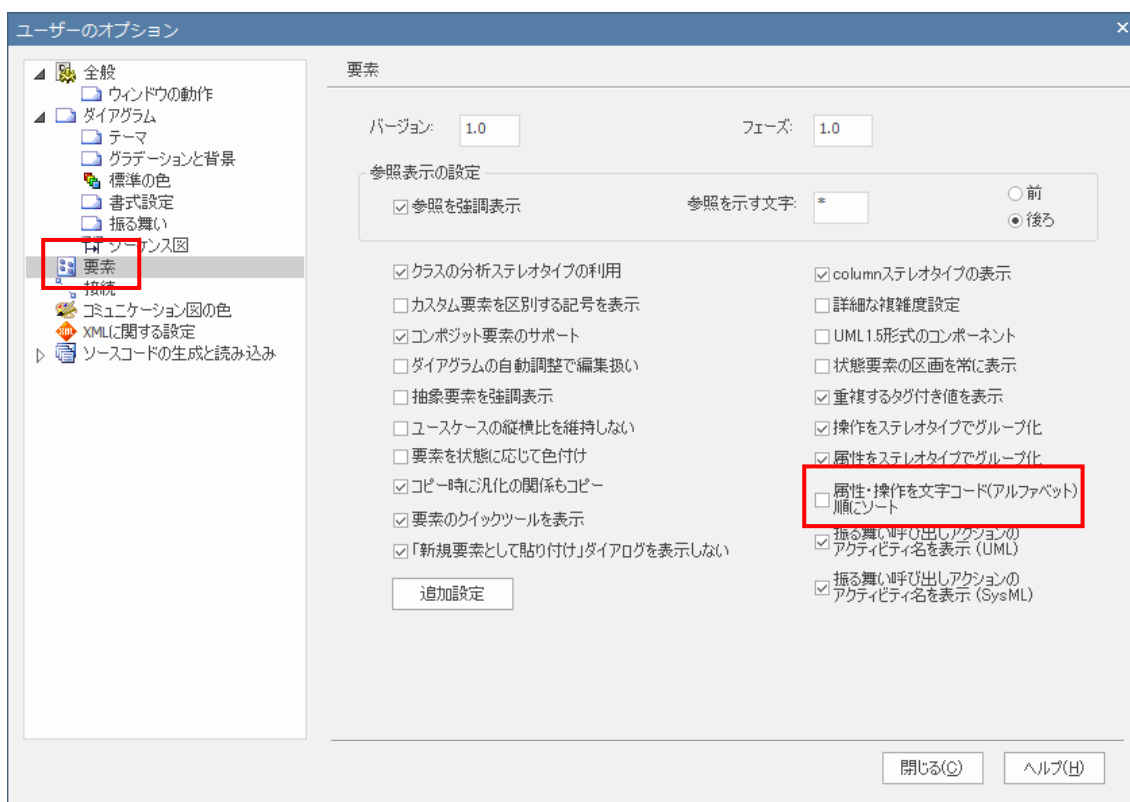 ユーザーのオプション
全般
ウィンドウの動作
ダイアグラム
テーマ
グラデーションと背景
標準の色
書式設定
振る舞い
シーケンス図
要素
接続
コミュニケーション図の色
XMLに関する設定
ソースコードの生成と読み込み
要素
バージョン: 1.0 フェーズ: 1.0
参照表示の設定
参照を強調表示
参照を示す文字: *
前
後ろ
クラスの分析ステレオタイプの利用
カスタム要素を区別する記号を表示
コンポジット要素のサポート
ダイアグラムの自動調整で編集扱い
抽象要素を強調表示
ユースケースの縦横比を維持しない
要素を状態に応じて色付け
コピー時に汎化の関係もコピー
要素のクイックツールを表示
「新規要素として貼り付け」ダイアログを表示しない
追加設定
columnステレオタイプの表示
詳細な複雑度設定
UML1.5形式のコンポーネント
状態要素の区画を常に表示
重複するタグ付き値を表示
操作をステレオタイプでグループ化
属性をステレオタイプでグループ化
属性・操作を文字コード(アルファベット)
順にソート
振る舞い呼び出しアクションの
アクティビティ名を表示 (UML)
振る舞い呼び出しアクションの
アクティビティ名を表示 (SysML)
閉じる(C)
ヘルプ(H)